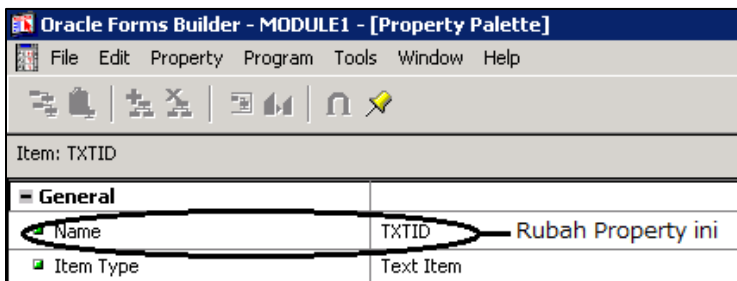 Oracle Forms Builder - MODULE1 - [Property Palette]
File Edit Property Program Tools Window Help
Item: TXTID
General
Name TXTID Rubah Property ini
Item Type Text Item